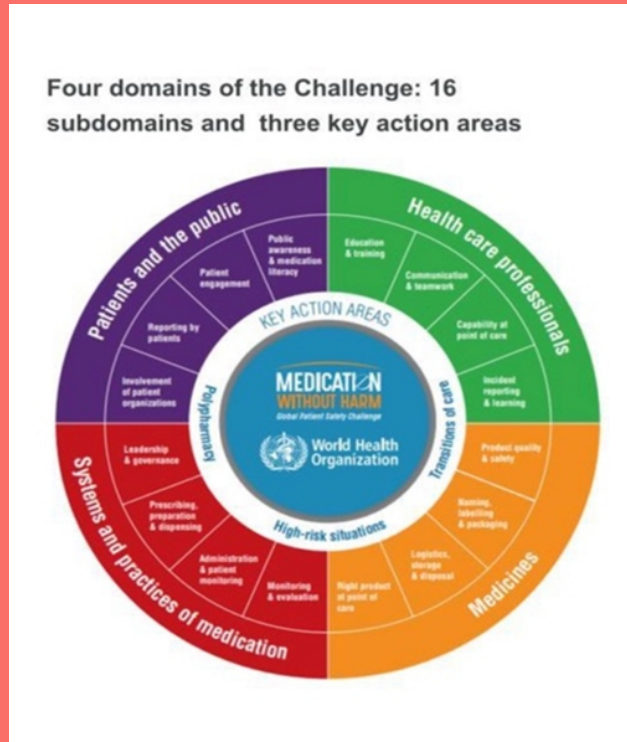 Four domains of the Challenge: 16
subdomains and three key action areas
Patients and the public
Public
awareness
& medication
literacy
Patient
engagement
Reporting by
patients
Involvement
of patient
organizations
Health care professionals
Education
& training
Communication
& teamwork
Capability at
point of care
Incident
reporting
& learning
Medicines
Product quality
& safety
Naming,
labelling
& packaging
Logistics,
storage
& disposal
Right product
at point of
care
Systems and practices of medication
Leadership
& governance
Prescribing,
preparation
& dispensing
Administration
& patient
monitoring
Monitoring
& evaluation
KEY ACTION AREAS
Polypharmacy
Transitions of care
High-risk situations
MEDICATION
WITHOUT HARM
Global Patient Safety Challenge
World Health
Organization